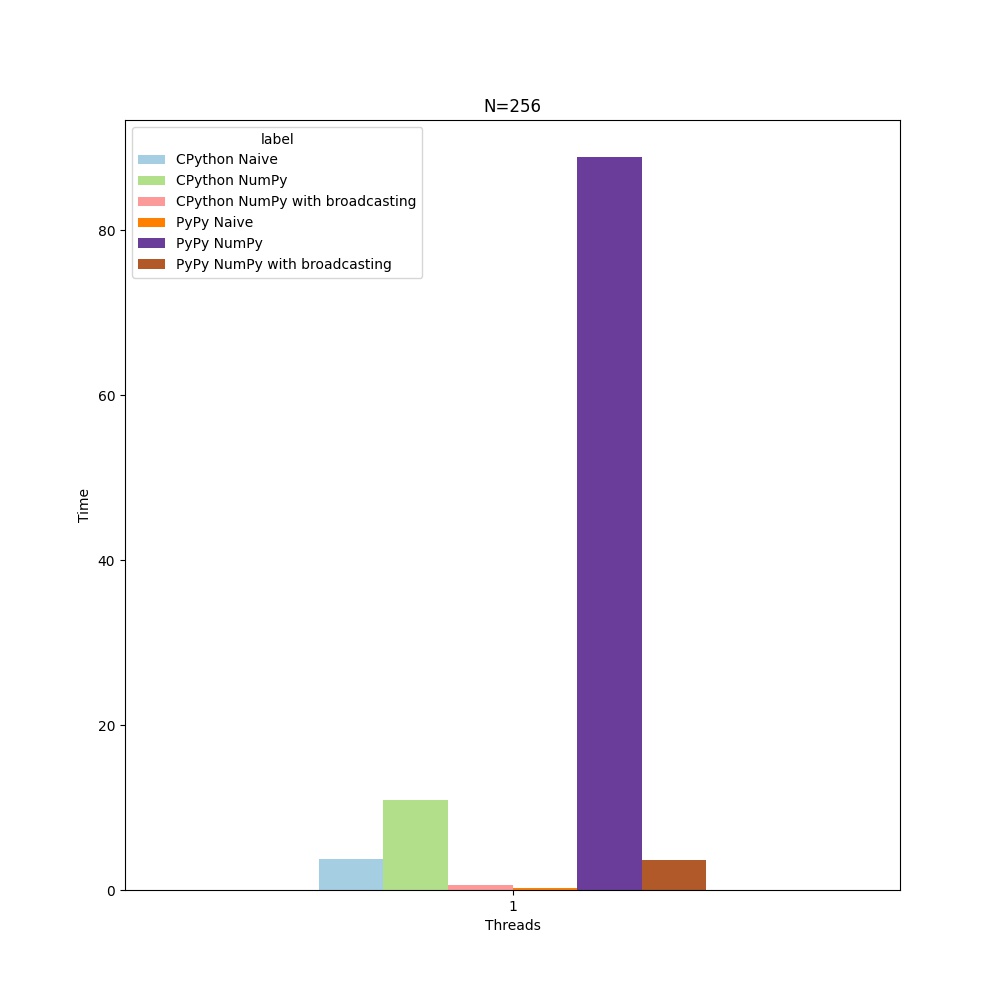 N=256
label
CPython Naive
CPython NumPy
CPython NumPy with broadcasting
PyPy Naive
PyPy NumPy
PyPy NumPy with broadcasting
80
60
40
20
0
Time
1
Threads